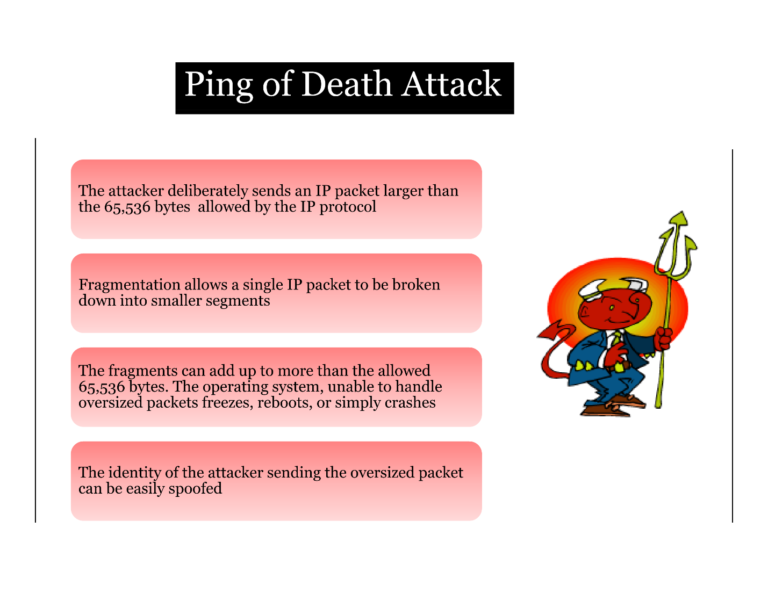 Ping of Death Attack
The attacker deliberately sends an IP packet larger than
the 65,536 bytes  allowed by the IP protocol
Fragmentation allows a single IP packet to be broken
down into smaller segments
The fragments can add up to more than the allowed
65,536 bytes. The operating system, unable to handle
oversized packets freezes, reboots, or simply crashes
The identity of the attacker sending the oversized packet
can be easily spoofed